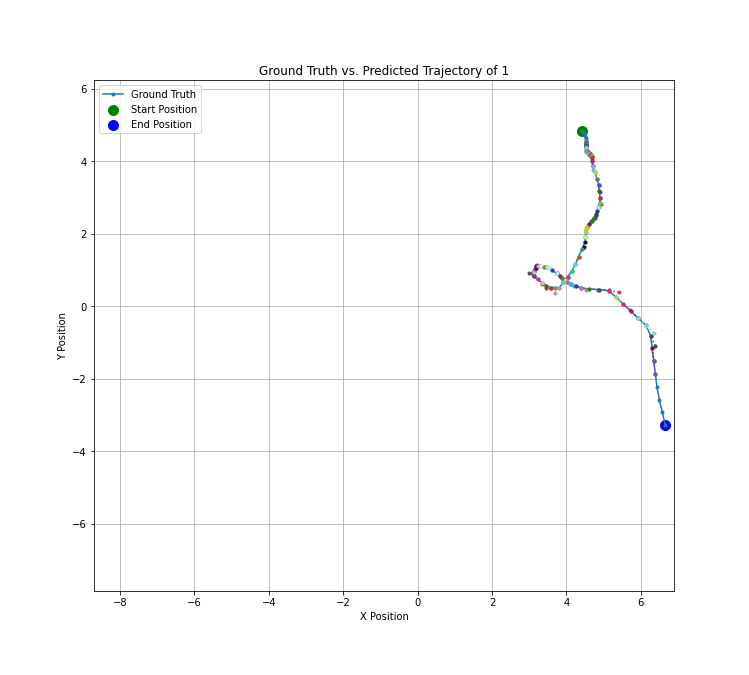 Ground Truth vs. Predicted Trajectory of 1
Ground Truth
Start Position
End Position
6
4
2
0
−2
−4
−6
Y Position
−8
−6
−4
−2
0
2
4
6
X Position